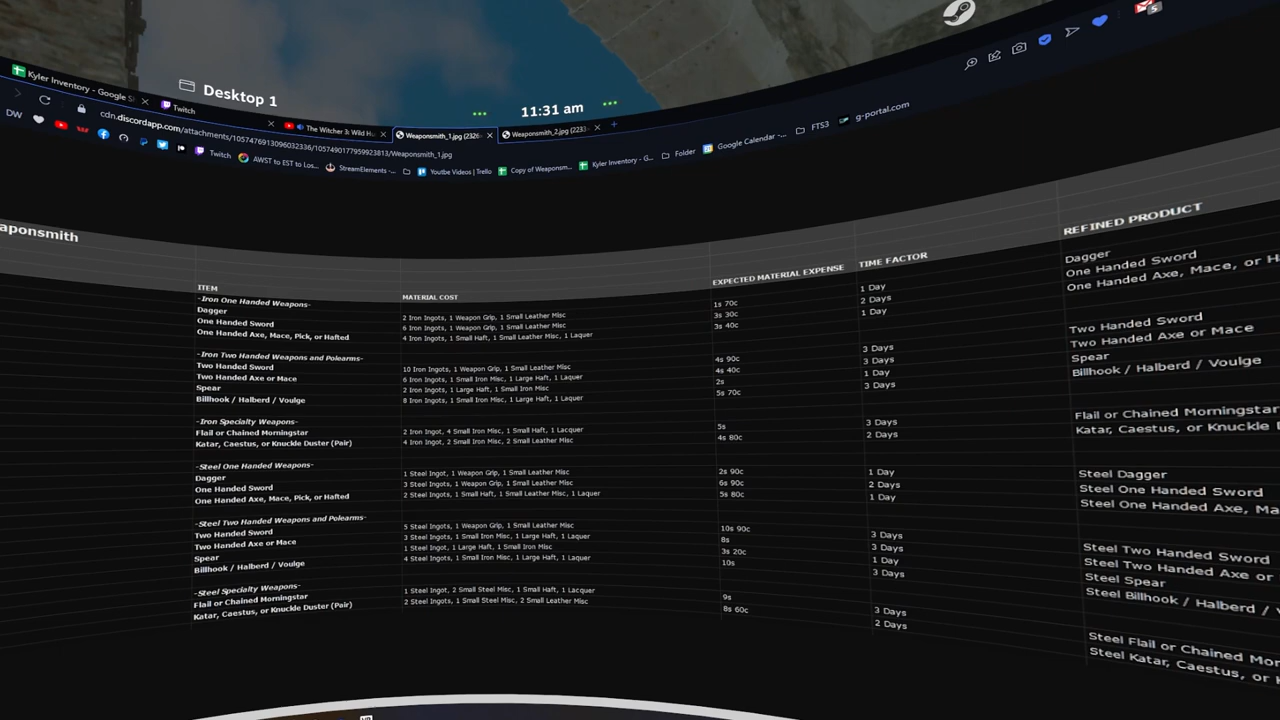 Desktop 1
11:31 am
5
Kyler Inventory - Google S
Twitch
The Witcher 3: Wild Hu
Weaponsmith_1.jpg (2326
Weaponsmith_2.jpg (2233
cdn.discordapp.com/attachments/1057476913096032336/1057490177959923813/Weaponsmith_1.jpg
DW
Twitch
AWST to EST to Los...
StreamElements -...
Youtbe Videos | Trello
Copy of Weaponsm...
Kyler Inventory - G...
Folder
Google Calendar -...
FTS3
g-portal.com
aponsmith
ITEM MATERIAL COST EXPECTED MATERIAL EXPENSE TIME FACTOR REFINED PRODUCT
-Iron One Handed Weapons-
Dagger 2 Iron Ingots, 1 Weapon Grip, 1 Small Leather Misc 1s 70c 1 Day Dagger
One Handed Sword 6 Iron Ingots, 1 Weapon Grip, 1 Small Leather Misc 3s 30c 2 Days One Handed Sword
One Handed Axe, Mace, Pick, or Hafted 4 Iron Ingots, 1 Small Haft, 1 Small Leather Misc, 1 Laquer 3s 40c 1 Day One Handed Axe, Mace, or H
-Iron Two Handed Weapons and Polearms-
Two Handed Sword 10 Iron Ingots, 1 Weapon Grip, 1 Small Leather Misc 4s 90c 3 Days Two Handed Sword
Two Handed Axe or Mace 6 Iron Ingots, 1 Small Iron Misc, 1 Large Haft, 1 Laquer 4s 40c 3 Days Two Handed Axe or Mace
Spear 2 Iron Ingots, 1 Large Haft, 1 Small Iron Misc 2s 1 Day Spear
Billhook / Halberd / Voulge 8 Iron Ingots, 1 Small Iron Misc, 1 Large Haft, 1 Laquer 5s 70c 3 Days Billhook / Halberd / Voulge
-Iron Specialty Weapons-
Flail or Chained Morningstar 2 Iron Ingot, 4 Small Iron Misc, 1 Small Haft, 1 Lacquer 5s 3 Days Flail or Chained Morningstar
Katar, Caestus, or Knuckle Duster (Pair) 4 Iron Ingot, 2 Small Iron Misc, 2 Small Leather Misc 4s 80c 2 Days Katar, Caestus, or Knuckle
-Steel One Handed Weapons-
Dagger 1 Steel Ingot, 1 Weapon Grip, 1 Small Leather Misc 2s 90c 1 Day Steel Dagger
One Handed Sword 3 Steel Ingots, 1 Weapon Grip, 1 Small Leather Misc 6s 90c 2 Days Steel One Handed Sword
One Handed Axe, Mace, Pick, or Hafted 2 Steel Ingots, 1 Small Haft, 1 Small Leather Misc, 1 Laquer 5s 80c 1 Day Steel One Handed Axe, Ma
-Steel Two Handed Weapons and Polearms-
Two Handed Sword 5 Steel Ingots, 1 Weapon Grip, 1 Small Leather Misc 10s 90c 3 Days Steel Two Handed Sword
Two Handed Axe or Mace 3 Steel Ingots, 1 Small Iron Misc, 1 Large Haft, 1 Laquer 8s 3 Days Steel Two Handed Axe or
Spear 1 Steel Ingot, 1 Large Haft, 1 Small Iron Misc 3s 20c 1 Day Steel Spear
Billhook / Halberd / Voulge 4 Steel Ingots, 1 Small Iron Misc, 1 Large Haft, 1 Laquer 10s 3 Days Steel Billhook / Halberd /
-Steel Specialty Weapons-
Flail or Chained Morningstar 1 Steel Ingot, 2 Small Steel Misc, 1 Small Haft, 1 Lacquer 9s 3 Days Steel Flail or Chained Mor
Katar, Caestus, or Knuckle Duster (Pair) 2 Steel Ingots, 1 Small Steel Misc, 2 Small Leather Misc 8s 60c 2 Days Steel Katar, Caestus, or